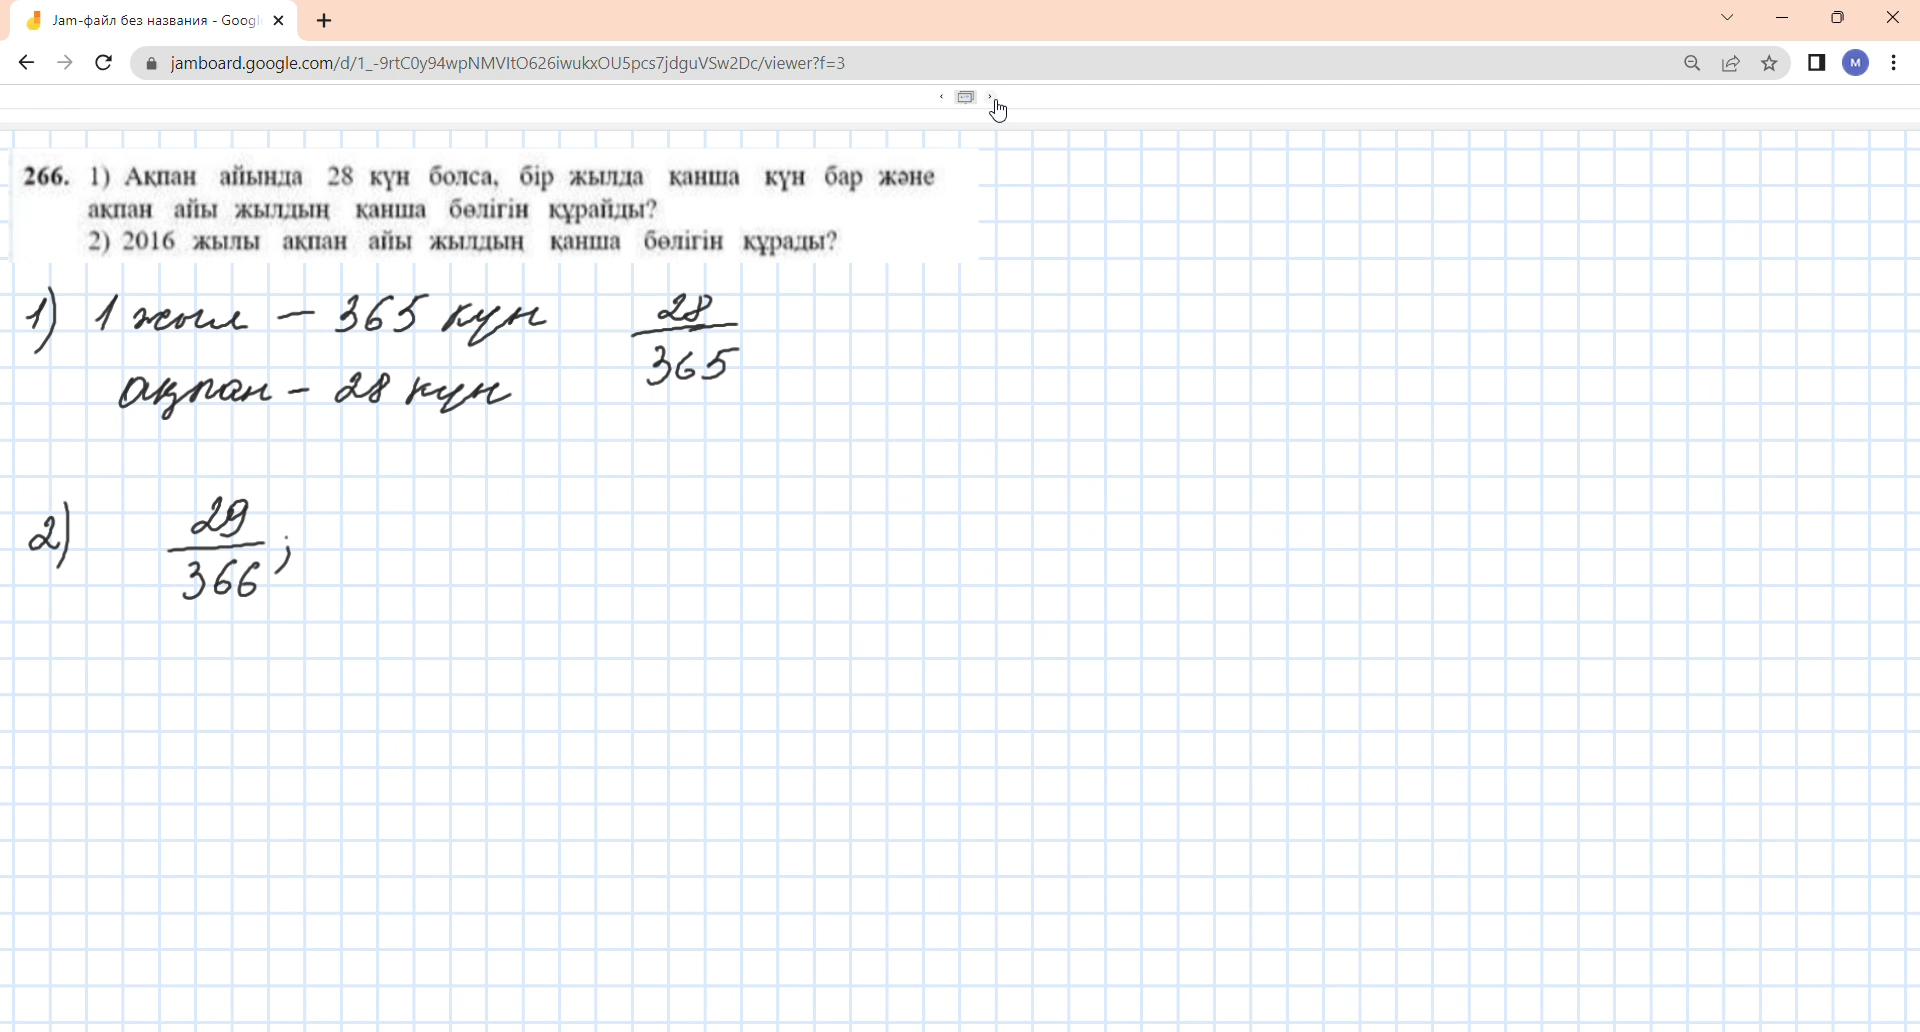 Jam-файл без названия - Googl
jamboard.google.com/d/1_-9rtC0y94wpNMVItO626iwukxOU5pcs7jdguVSw2Dc/viewer?f=3
M
266. 1) Ақпан айында 28 күн болса, бір жылда қанша күн бар және
ақпан айы жылдың қанша бөлігін құрайды?
2) 2016 жылы ақпан айы жылдың қанша бөлігін құрады?
1) 1 жыл – 365 күн 28/365
ақпан – 28 күн
2) 29/366;